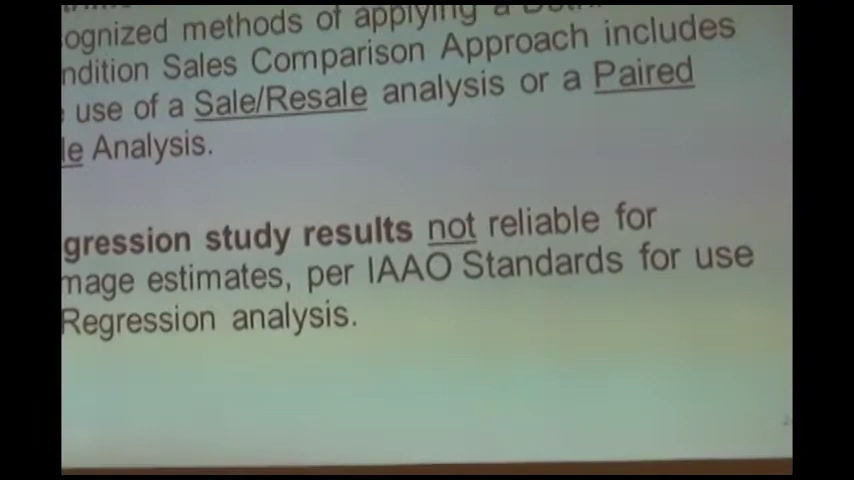 ognized methods of applying a
ndition Sales Comparison Approach includes
use of a Sale/Resale analysis or a Paired
le Analysis.
gression study results not reliable for
mage estimates, per IAAO Standards for use
Regression analysis.